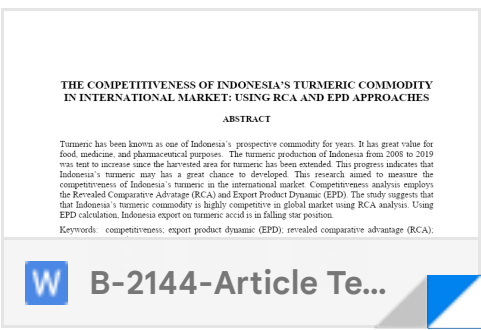 THE COMPETITIVENESS OF INDONESIA'S TURMERIC COMMODITY
IN INTERNATIONAL MARKET: USING RCA AND EPD APPROACHES
ABSTRACT
Turmeric has been known as one of Indonesia's prospective commodity for years. It has great value for
food, medicine, and pharmaceutical purposes. The turmeric production of Indonesia from 2008 to 2019
was tent to increase since the harvested area for turmeric has been extended. This progress indicates that
Indonesia's turmeric may has a great chance to developed. This research aimed to measure the
competitiveness of Indonesia's turmeric in the international market. Competitiveness analysis employs
the Revealed Comparative Advatage (RCA) and Export Product Dynamic (EPD). The study suggests that
that Indonesia's turmeric commodity is highly competitive in global market using RCA analysis. Using
EPD calculation, Indonesia export on turmeric accid is in falling star position.
Keywords: competitiveness; export product dynamic (EPD); revealed comparative advantage (RCA);
W
B-2144-Article Te...